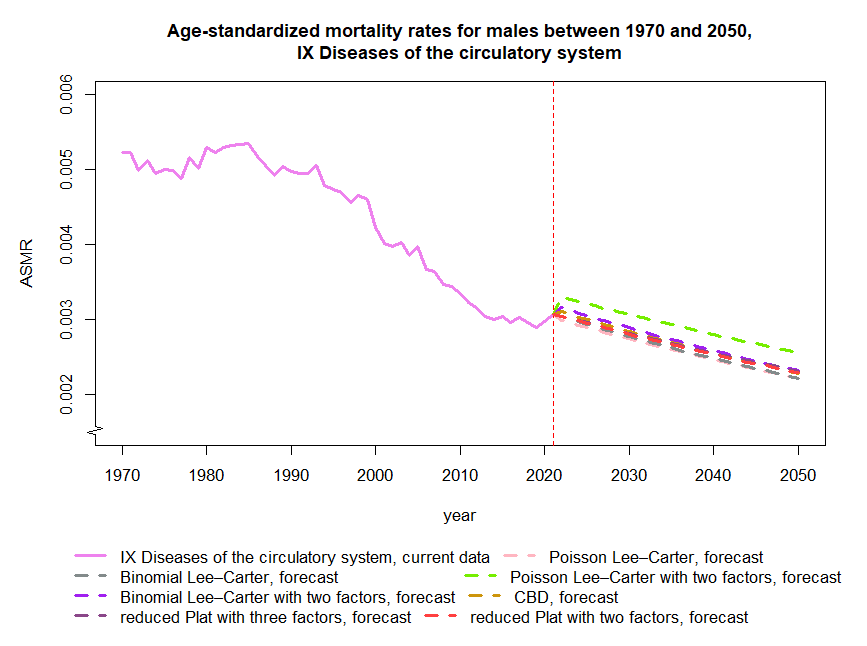 Age-standardized mortality rates for males between 1970 and 2050,
IX Diseases of the circulatory system
0.006
0.005
0.004
0.003
0.002
ASMR
1970 1980 1990 2000 2010 2020 2030 2040 2050
year
IX Diseases of the circulatory system, current data Poisson Lee–Carter, forecast
Binomial Lee–Carter, forecast Poisson Lee–Carter with two factors, forecast
Binomial Lee–Carter with two factors, forecast CBD, forecast
reduced Plat with three factors, forecast reduced Plat with two factors, forecast